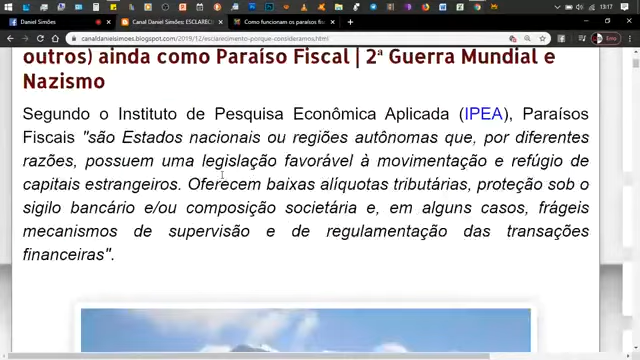 Daniel Simões
Canal Daniel Simões: ESCLAREC
Como funcionam os paraísos fis
13:17
canaldanielsimoes.blogspot.com/2019/12/esclarecimento-porque-consideramos.html
outros) ainda como Paraíso Fiscal | 2ª Guerra Mundial e
Nazismo
Segundo o Instituto de Pesquisa Econômica Aplicada (IPEA), Paraísos
Fiscais "são Estados nacionais ou regiões autônomas que, por diferentes
razões, possuem uma legislação favorável à movimentação e refúgio de
capitais estrangeiros. Oferecem baixas alíquotas tributárias, proteção sob o
sigilo bancário e/ou composição societária e, em alguns casos, frágeis
mecanismos de supervisão e de regulamentação das transações
financeiras".